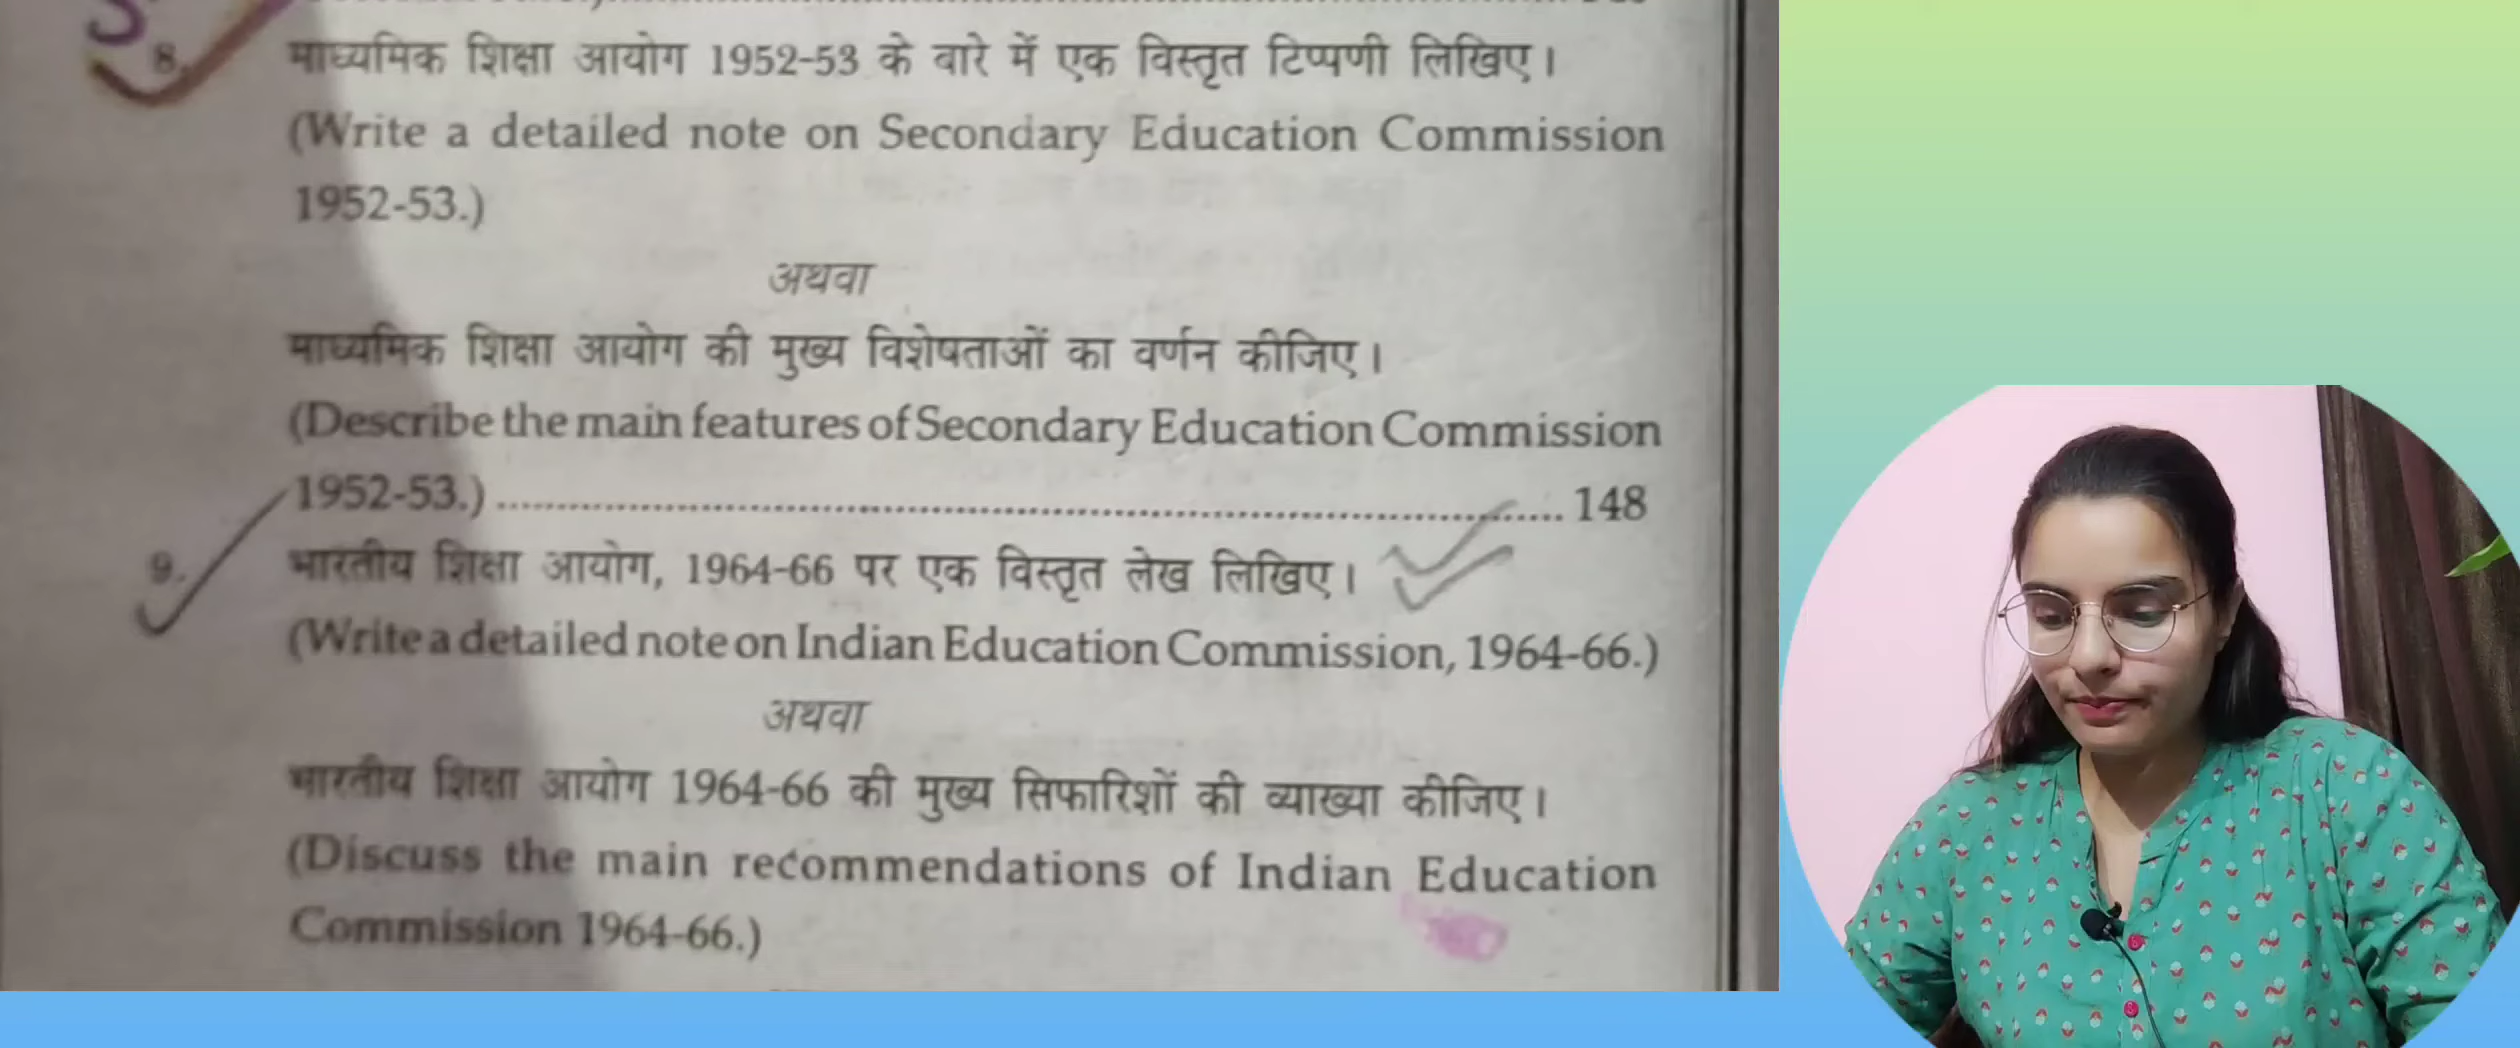 8.
माध्यमिक शिक्षा आयोग 1952-53 के बारे में एक विस्तृत टिप्पणी लिखिए।
(Write a detailed note on Secondary Education Commission
1952-53.)
अथवा
माध्यमिक शिक्षा आयोग की मुख्य विशेषताओं का वर्णन कीजिए।
(Describe the main features of Secondary Education Commission
1952-53.) ........ 148
9.
भारतीय शिक्षा आयोग, 1964-66 पर एक विस्तृत लेख लिखिए।
(Write a detailed note on Indian Education Commission, 1964-66.)
अथवा
भारतीय शिक्षा आयोग 1964-66 की मुख्य सिफारिशों की व्याख्या कीजिए।
(Discuss the main recommendations of Indian Education
Commission 1964-66.)